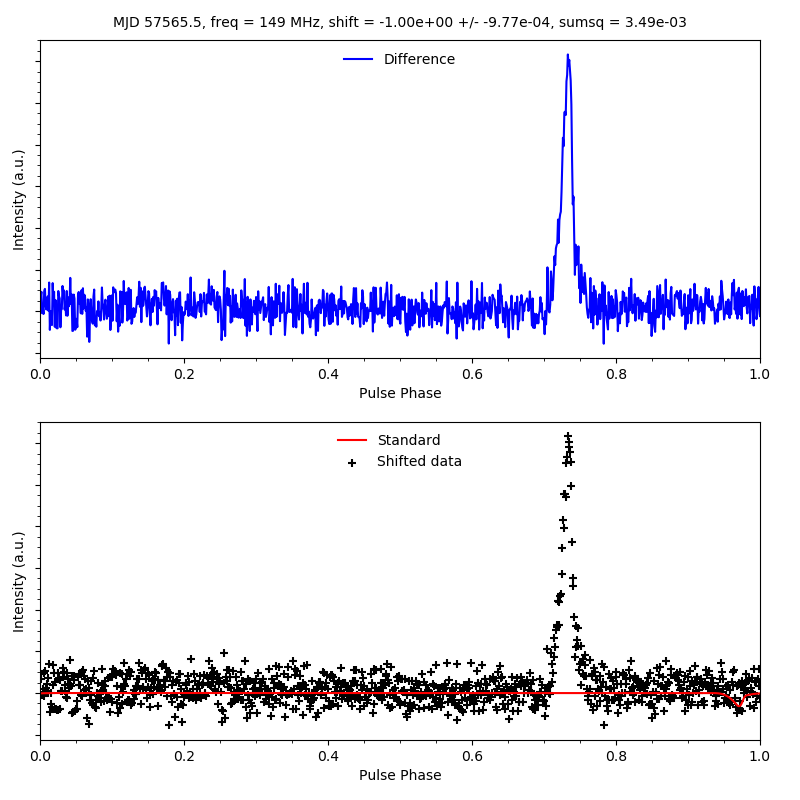 MJD 57565.5, freq = 149 MHz, shift = -1.00e+00 +/- -9.77e-04, sumsq = 3.49e-03
Difference
Intensity (a.u.)
0.0 0.2 0.4 0.6 0.8 1.0
Pulse Phase
Standard
Shifted data
Intensity (a.u.)
0.0 0.2 0.4 0.6 0.8 1.0
Pulse Phase